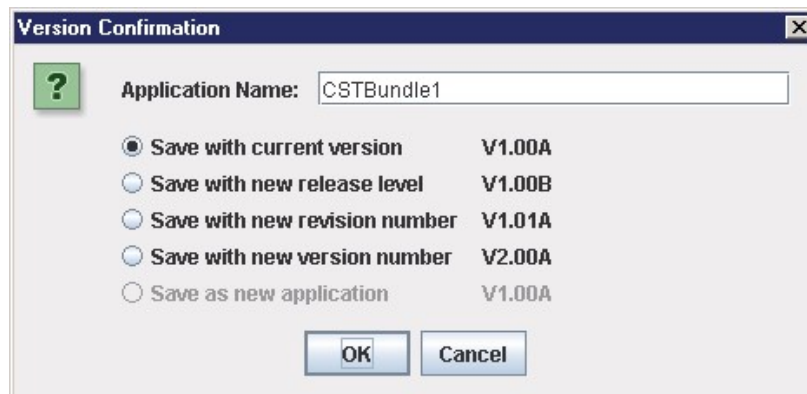 Version Confirmation
?
Application Name: CSTBundle1
Save with current version V1.00A
Save with new release level V1.00B
Save with new revision number V1.01A
Save with new version number V2.00A
Save as new application V1.00A
OK Cancel